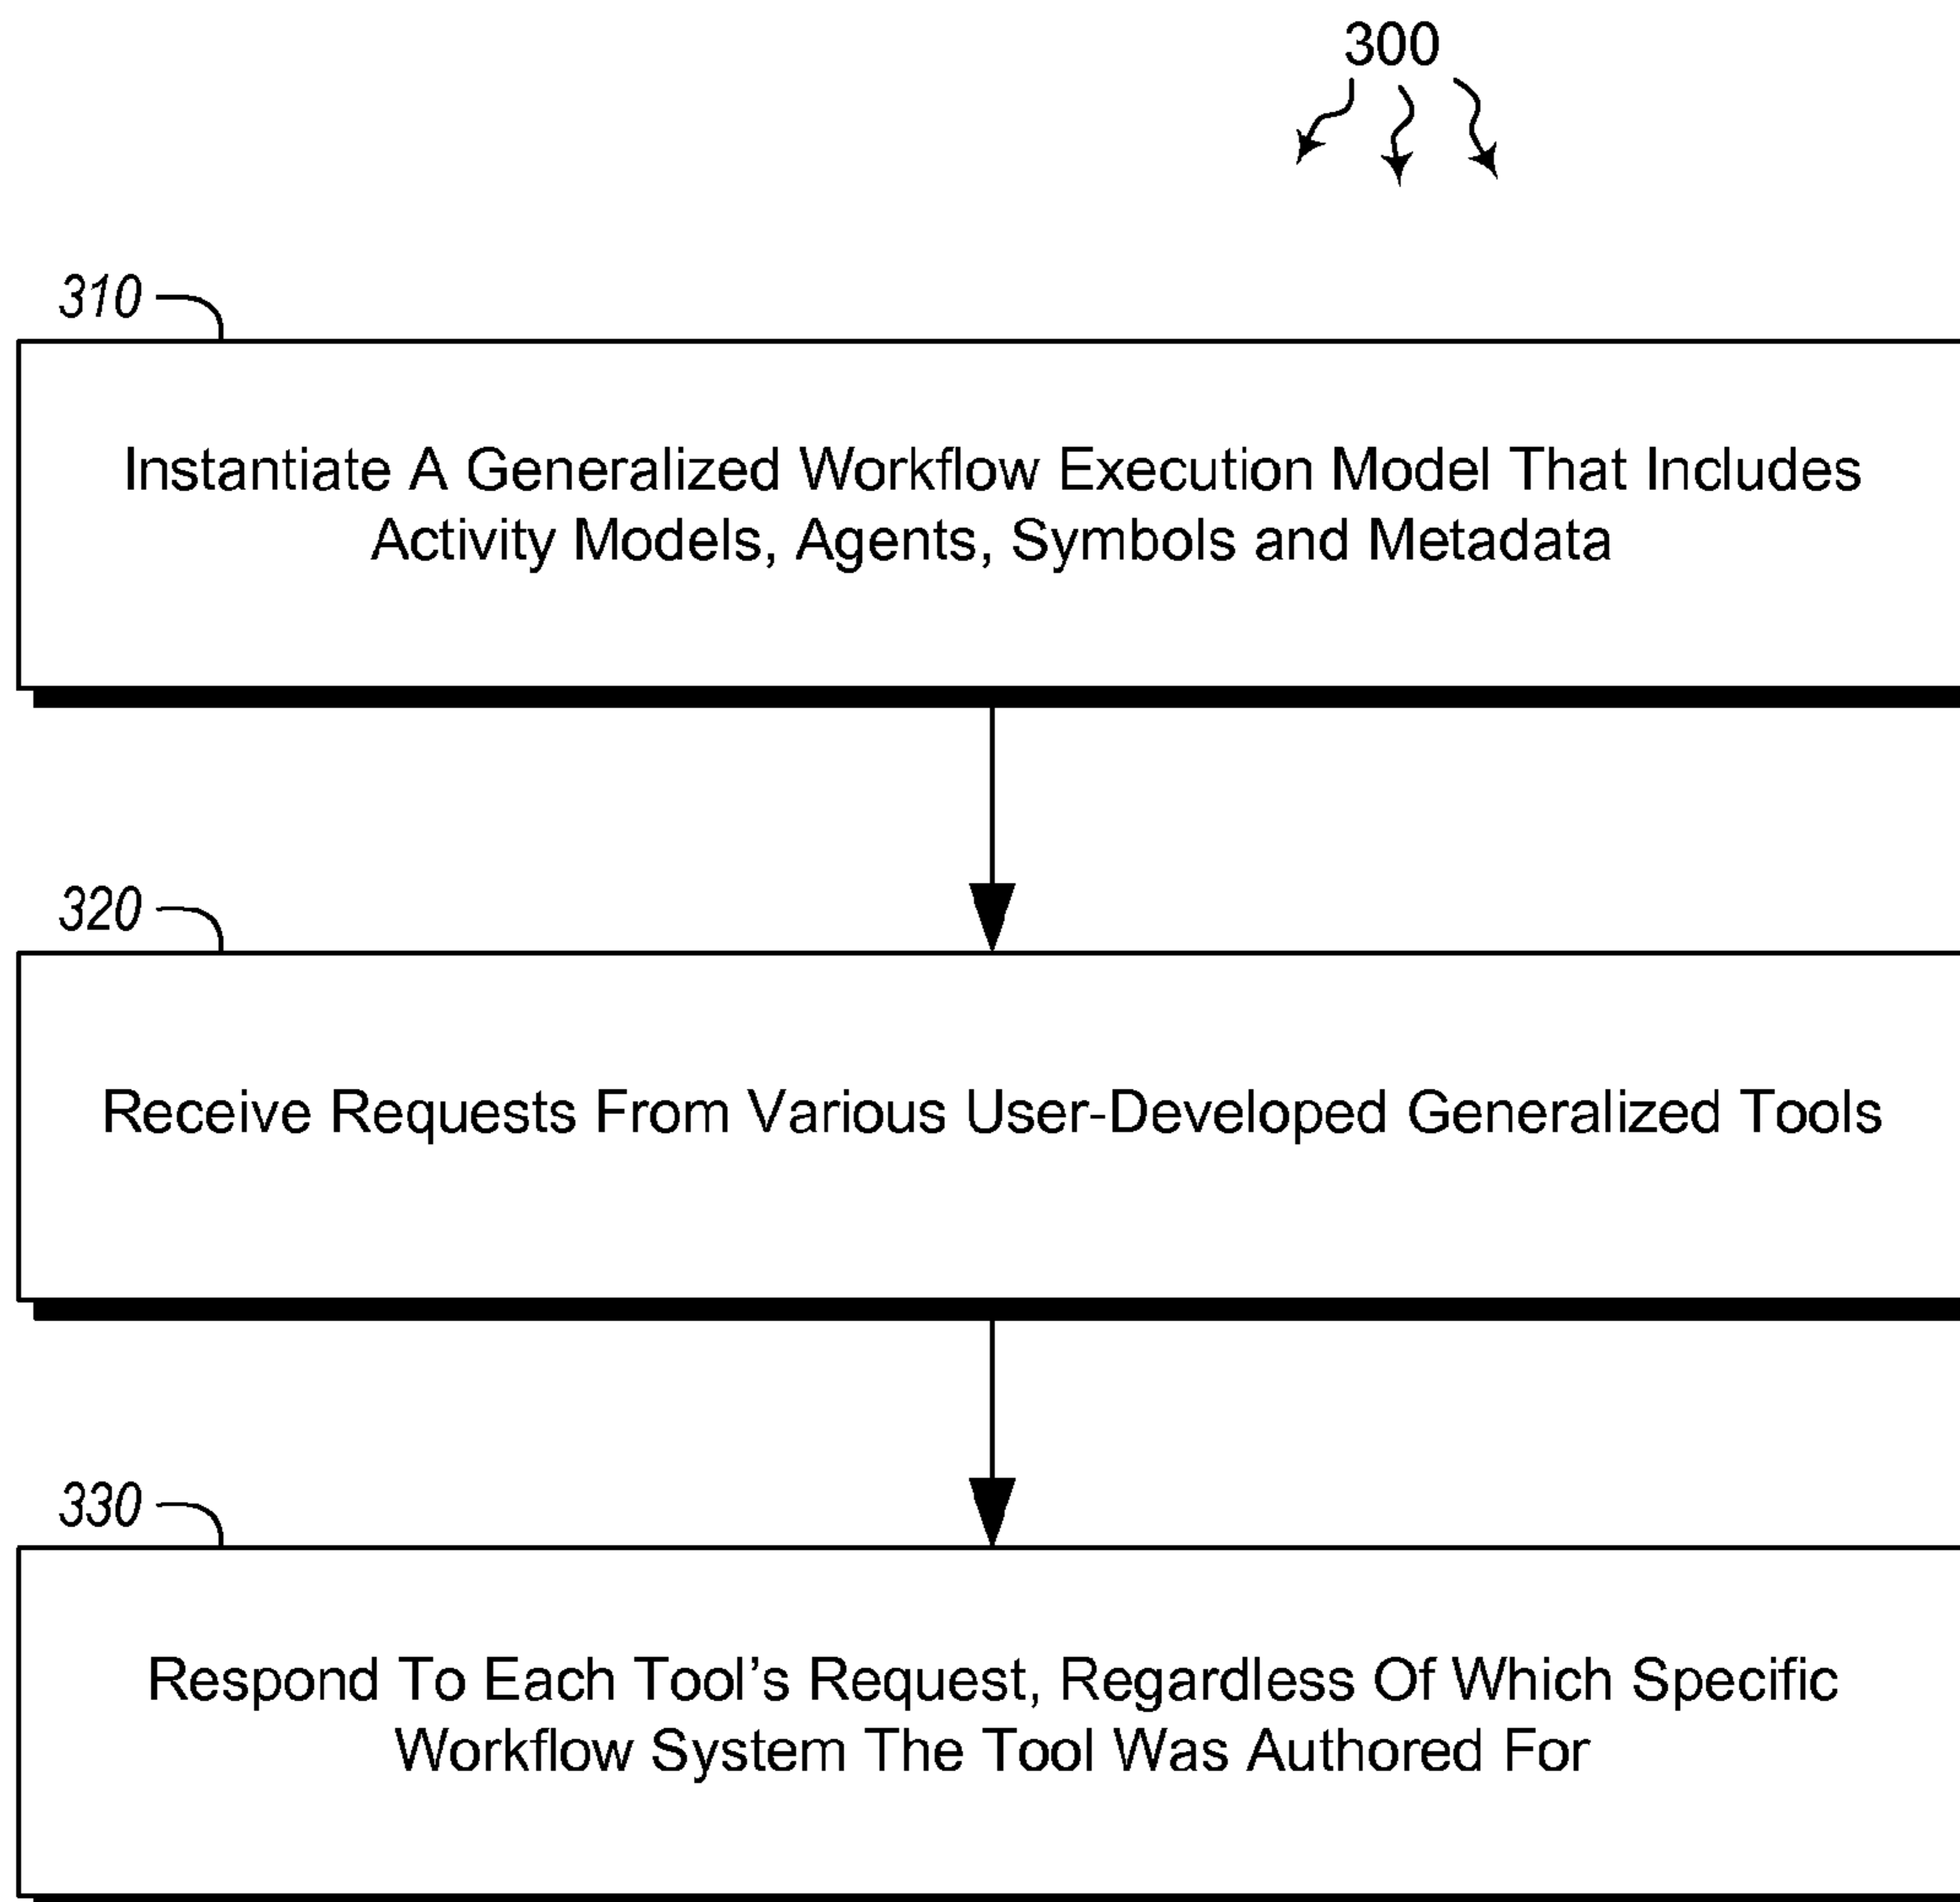 300
310
Instantiate A Generalized Workflow Execution Model That Includes
Activity Models, Agents, Symbols and Metadata
320
Receive Requests From Various User-Developed Generalized Tools
330
Respond To Each Tool’s Request, Regardless Of Which Specific
Workflow System The Tool Was Authored For